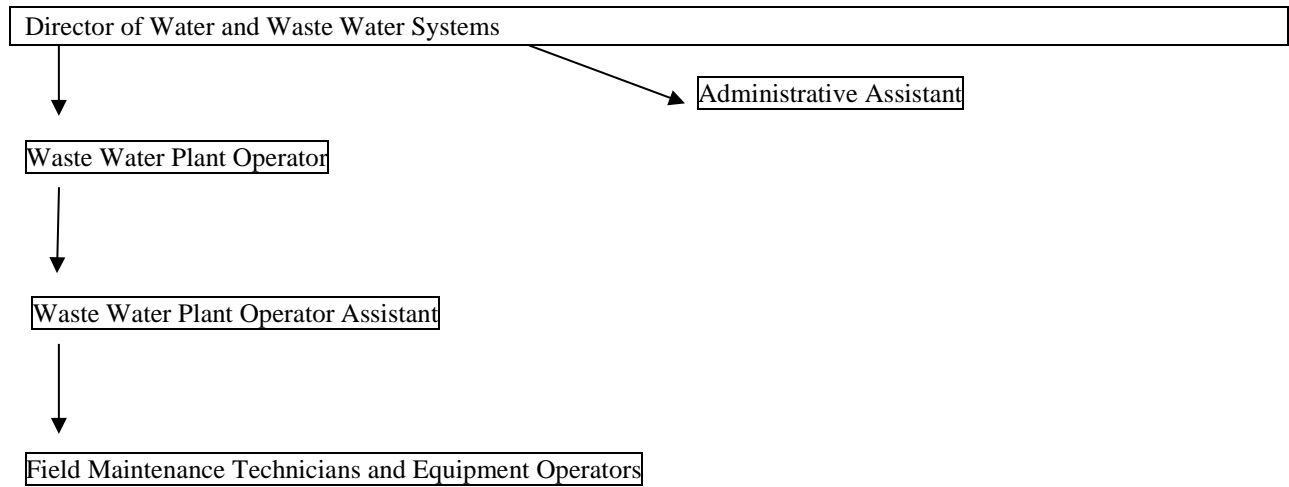 Director of Water and Waste Water Systems
Administrative Assistant
Waste Water Plant Operator
Waste Water Plant Operator Assistant
Field Maintenance Technicians and Equipment Operators